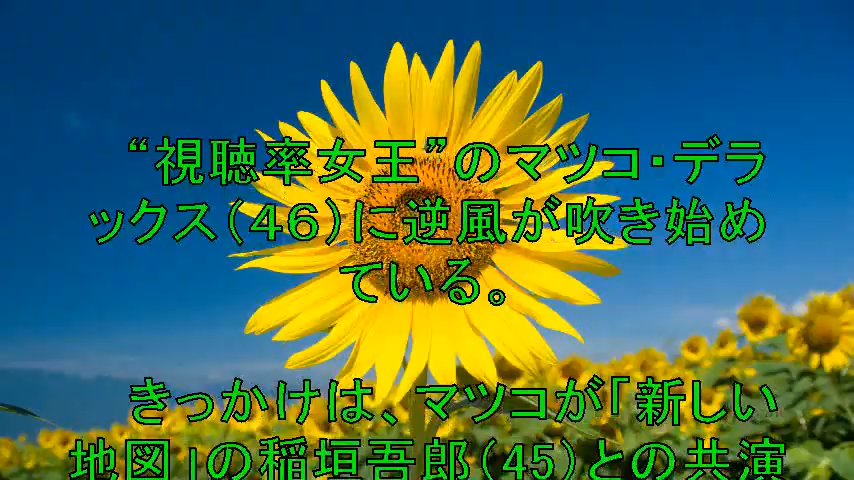 “視聴率女王”のマツコ・デラ
ックス（４６）に逆風が吹き始め
ている。
きっかけは、マツコが「新しい
地図」の稲垣吾郎（４５）との共演